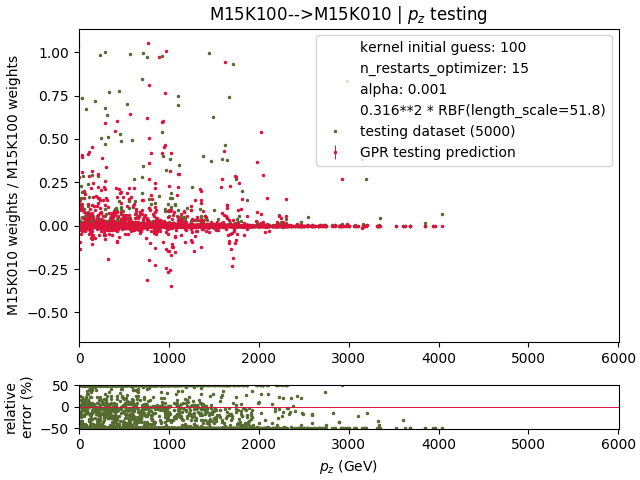 M15K100-->M15K010 | p_z testing
M15K010 weights / M15K100 weights
1.00
0.75
0.50
0.25
0.00
−0.25
−0.50
kernel initial guess: 100
n_restarts_optimizer: 15
alpha: 0.001
0.316**2 * RBF(length_scale=51.8)
testing dataset (5000)
GPR testing prediction
0 1000 2000 3000 4000 5000 6000
relative
error (%)
50
0
−50
0 1000 2000 3000 4000 5000 6000
p_z (GeV)